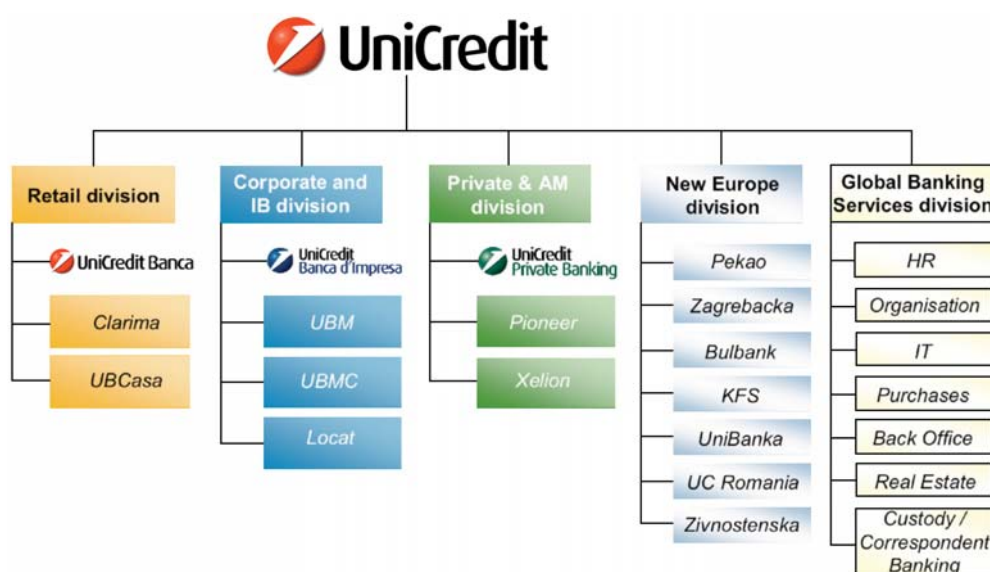 UniCredit
Retail division
UniCredit Banca
Clarima
UBCasa
Corporate and
IB division
UniCredit
Banca d'Impresa
UBM
UBMC
Locat
Private & AM
division
UniCredit
Private Banking
Pioneer
Xelion
New Europe
division
Pekao
Zagrebacka
Bulbank
KFS
UniBanka
UC Romania
Zivnostenska
Global Banking
Services division
HR
Organisation
IT
Purchases
Back Office
Real Estate
Custody /
Correspondent
Banking